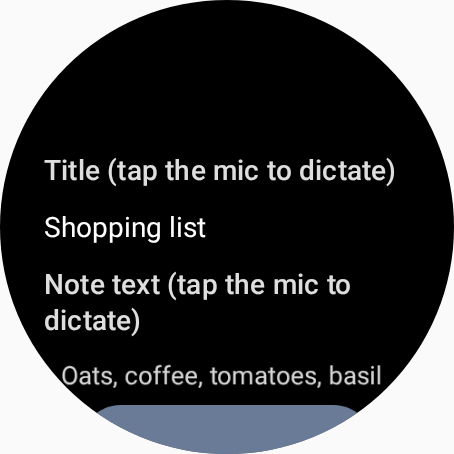 Title (tap the mic to dictate)
Shopping list
Note text (tap the mic to
dictate)
Oats, coffee, tomatoes, basil